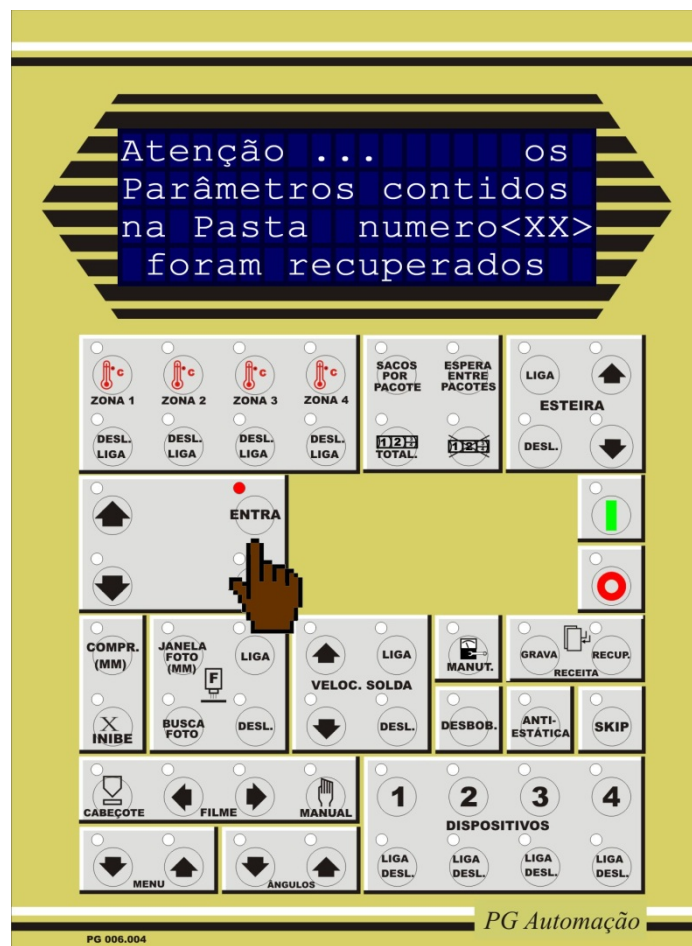 Atenção ... os
Parâmetros contidos
na Pasta numero<XX>
foram recuperados
°C °C °C °C
ZONA 1 ZONA 2 ZONA 3 ZONA 4
DESL. LIGA DESL. LIGA DESL. LIGA DESL. LIGA
SACOS POR PACOTE
ESPERA ENTRE PACOTES
TOTAL.
LIGA
ESTEIRA
DESL.
ENTRA
COMPR. (MM)
X
INIBE
JANELA FOTO (MM)
F
LIGA
BUSCA FOTO
DESL.
LIGA
VELOC. SOLDA
DESL.
MANUT.
GRAVA RECUP.
RECEITA
DESBOB.
ANTI-ESTÁTICA
SKIP
CABEÇOTE FILME MANUAL
1 2 3 4
DISPOSITIVOS
LIGA DESL. LIGA DESL. LIGA DESL. LIGA DESL.
MENU ÂNGULOS
PG Automação
PG 006.004